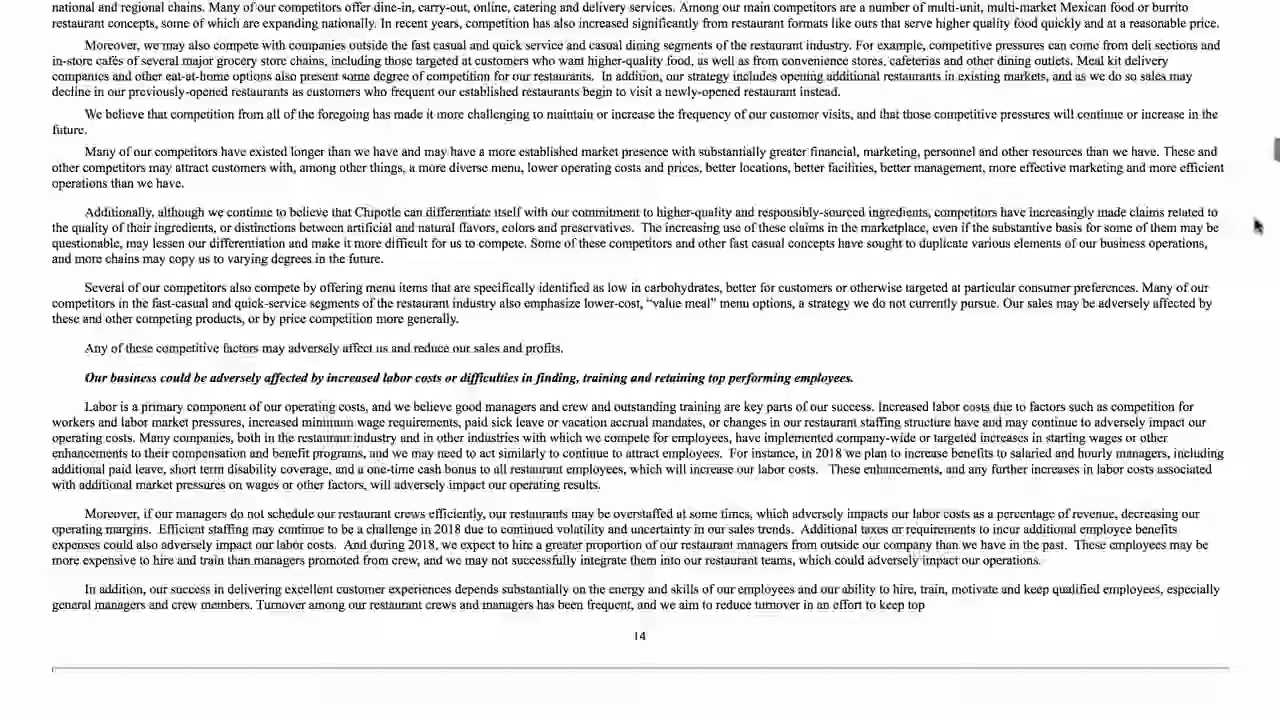 national and regional chains. Many of our competitors offer dine-in, carry-out, online, catering and delivery services. Among our main competitors are a number of multi-unit, multi-market Mexican food or burrito
restaurant concepts, some of which are expanding nationally. In recent years, competition has also increased significantly from restaurant formats like ours that serve higher quality food quickly and at a reasonable price.
Moreover, we may also compete with companies outside the fast casual and quick service and casual dining segments of the restaurant industry. For example, competitive pressures can come from deli sections and
in-store cafés of several major grocery store chains, including those targeted at customers who want higher-quality food, as well as from convenience stores, cafeterias and other dining outlets. Meal kit delivery
companies and other eat-at-home options also present some degree of competition for our restaurants. In addition, our strategy includes opening additional restaurants in existing markets, and as we do so sales may
decline in our previously-opened restaurants as customers who frequent our established restaurants begin to visit a newly-opened restaurant instead.
We believe that competition from all of the foregoing has made it more challenging to maintain or increase the frequency of our customer visits, and that those competitive pressures will continue or increase in the
future.
Many of our competitors have existed longer than we have and may have a more established market presence with substantially greater financial, marketing, personnel and other resources than we have. These and
other competitors may attract customers with, among other things, a more diverse menu, lower operating costs and prices, better locations, better facilities, better management, more effective marketing and more efficient
operations than we have.
Additionally, although we continue to believe that Chipotle can differentiate itself with our commitment to higher-quality and responsibly-sourced ingredients, competitors have increasingly made claims related to
the quality of their ingredients, or distinctions between artificial and natural flavors, colors and preservatives. The increasing use of these claims in the marketplace, even if the substantive basis for some of them may be
questionable, may lessen our differentiation and make it more difficult for us to compete. Some of these competitors and other fast casual concepts have sought to duplicate various elements of our business operations,
and more chains may copy us to varying degrees in the future.
Several of our competitors also compete by offering menu items that are specifically identified as low in carbohydrates, better for customers or otherwise targeted at particular consumer preferences. Many of our
competitors in the fast-casual and quick-service segments of the restaurant industry also emphasize lower-cost, “value meal” menu options, a strategy we do not currently pursue. Our sales may be adversely affected by
these and other competing products, or by price competition more generally.
Any of these competitive factors may adversely affect us and reduce our sales and profits.
Our business could be adversely affected by increased labor costs or difficulties in finding, training and retaining top performing employees.
Labor is a primary component of our operating costs, and we believe good managers and crew and outstanding training are key parts of our success. Increased labor costs due to factors such as competition for
workers and labor market pressures, increased minimum wage requirements, paid sick leave or vacation accrual mandates, or changes in our restaurant staffing structure have and may continue to adversely impact our
operating costs. Many companies, both in the restaurant industry and in other industries with which we compete for employees, have implemented company-wide or targeted increases in starting wages or other
enhancements to their compensation and benefit programs, and we may need to act similarly to continue to attract employees. For instance, in 2018 we plan to increase benefits to salaried and hourly managers, including
additional paid leave, short term disability coverage, and a one-time cash bonus to all restaurant employees, which will increase our labor costs. These enhancements, and any further increases in labor costs associated
with additional market pressures on wages or other factors, will adversely impact our operating results.
Moreover, if our managers do not schedule our restaurant crews efficiently, our restaurants may be overstaffed at some times, which adversely impacts our labor costs as a percentage of revenue, decreasing our
operating margins. Efficient staffing may continue to be a challenge in 2018 due to continued volatility and uncertainty in our sales trends. Additional taxes or requirements to incur additional employee benefits
expenses could also adversely impact our labor costs. And during 2018, we expect to hire a greater proportion of our restaurant managers from outside our company than we have in the past. These employees may be
more expensive to hire and train than managers promoted from crew, and we may not successfully integrate them into our restaurant teams, which could adversely impact our operations.
In addition, our success in delivering excellent customer experiences depends substantially on the energy and skills of our employees and our ability to hire, train, motivate and keep qualified employees, especially
general managers and crew members. Turnover among our restaurant crews and managers has been frequent, and we aim to reduce turnover in an effort to keep top
14